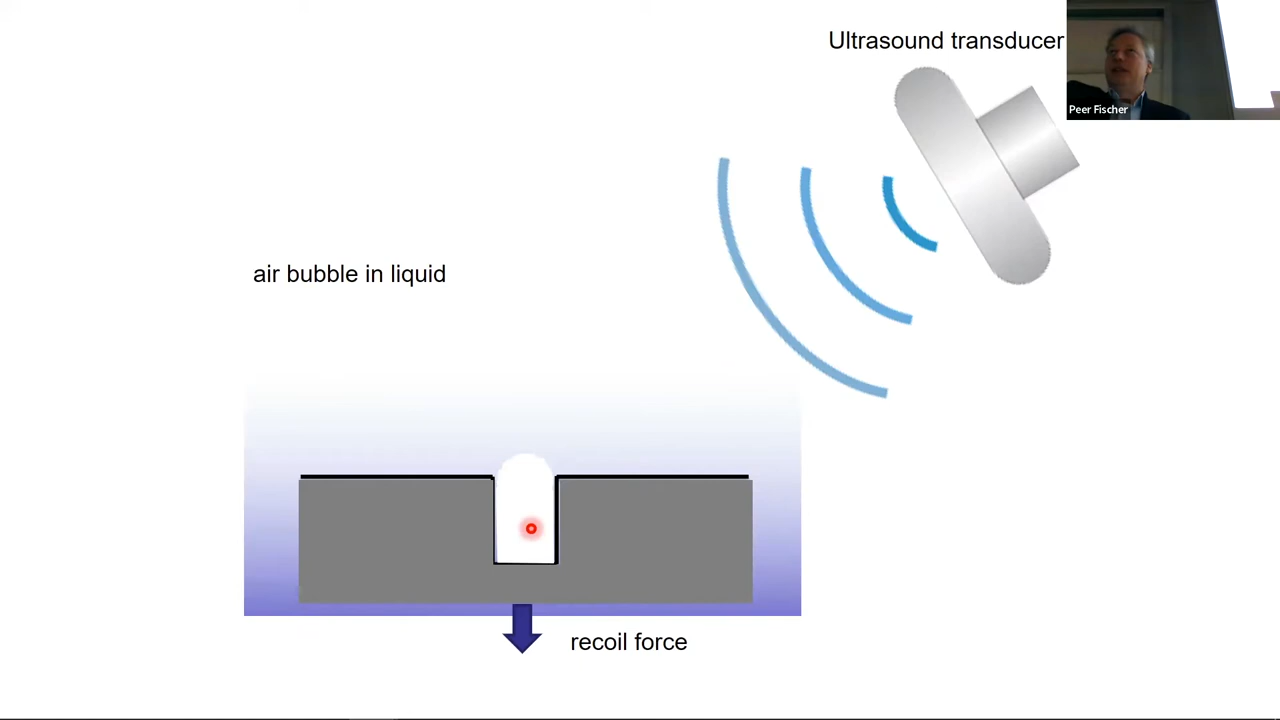 Ultrasound transducer
Peer Fischer
air bubble in liquid
recoil force